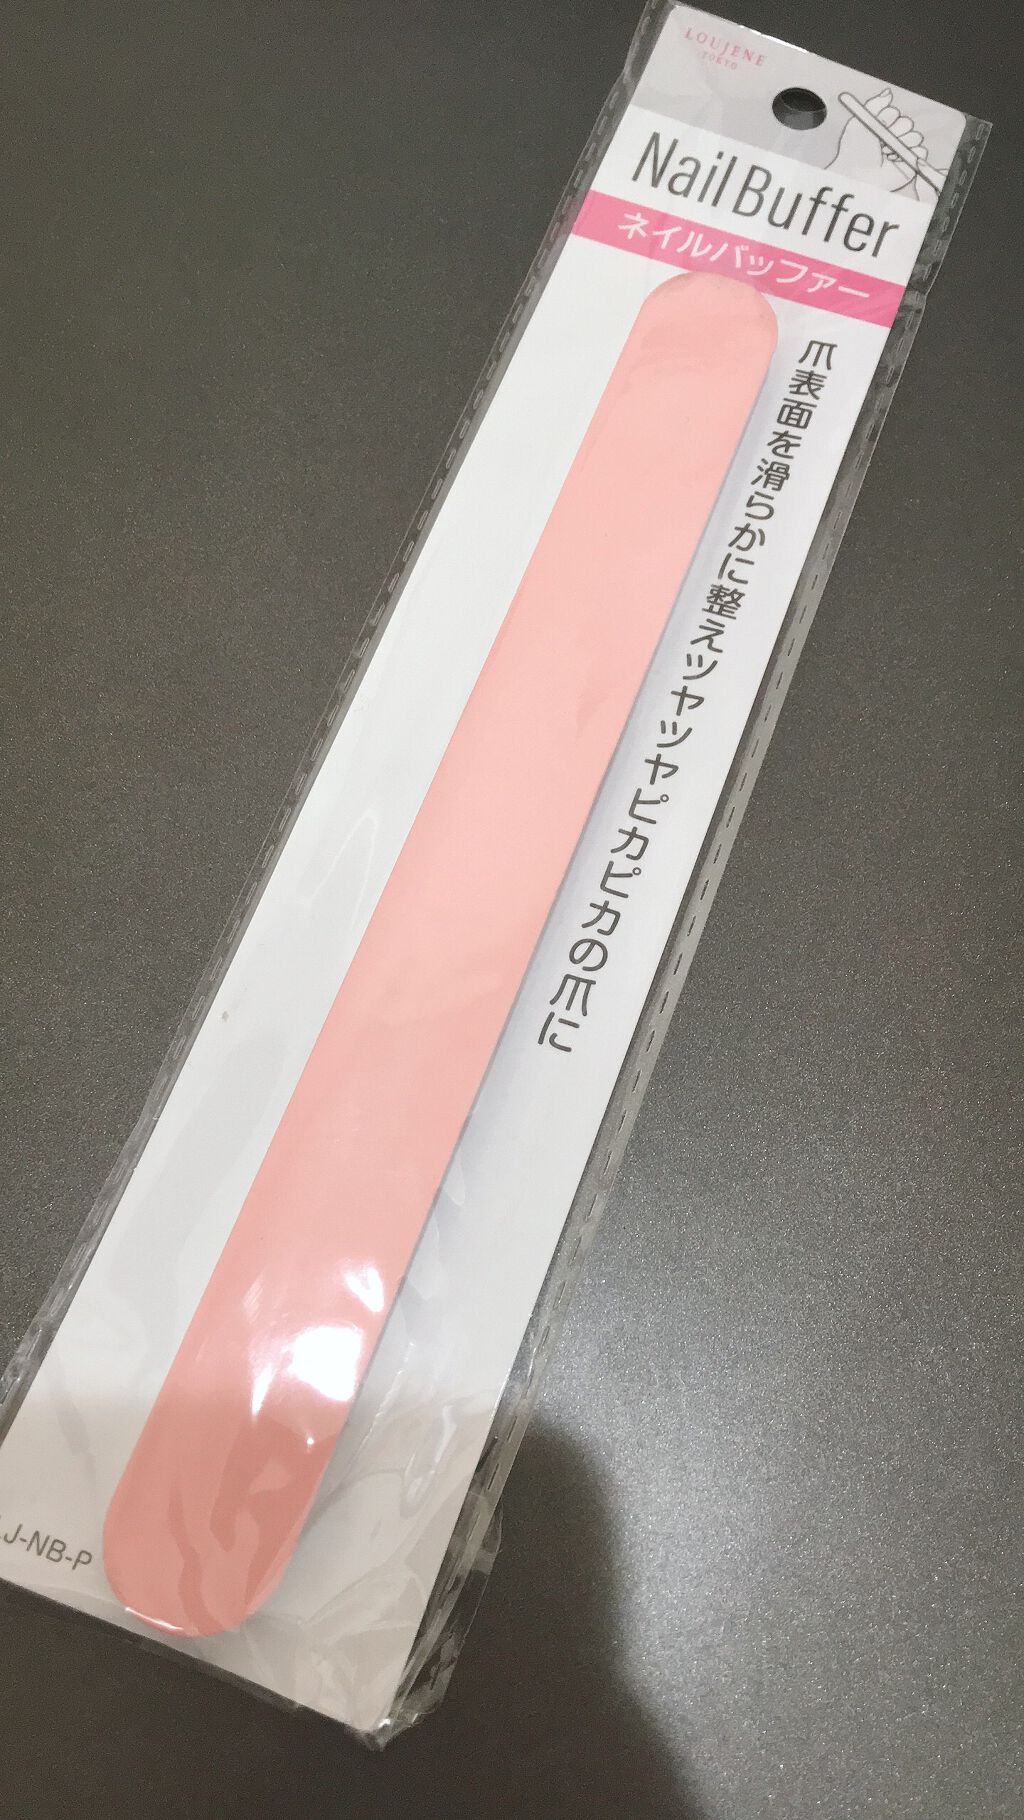 LOUJENE
TOKYO
Nail Buffer
ネイルバッファー
爪表面を滑らかに整えツヤツヤピカピカの爪に
LJ-NB-P